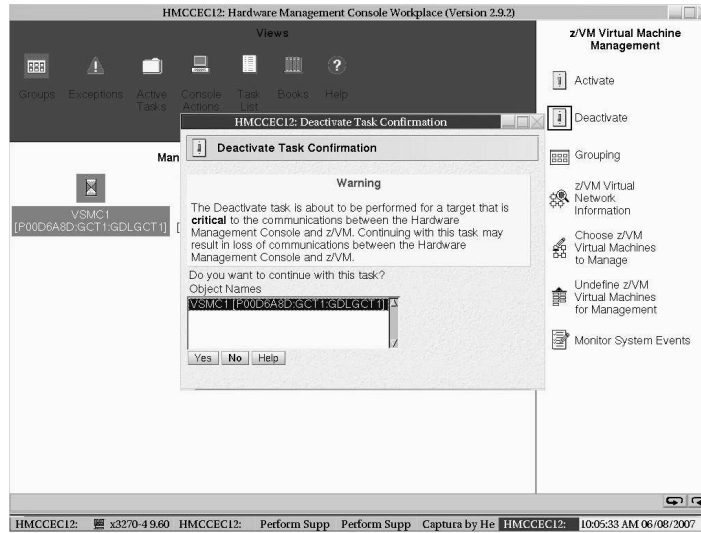 HMCCEC12: Hardware Management Console Workplace (Version 2.9.2)
Views
Groups
Exceptions
Active Tasks
Console Actions
Task List
Books
Help
z/VM Virtual Machine Management
Activate
Deactivate
Grouping
z/VM Virtual Network Information
Choose z/VM Virtual Machines to Manage
Undefine z/VM Virtual Machines for Management
Monitor System Events
Man
VSMC1
[P00D6A8D:GCT1:GDLGCT1]
HMCCEC12: Deactivate Task Confirmation
Deactivate Task Confirmation
Warning
The Deactivate task is about to be performed for a target that is
critical to the communications between the Hardware
Management Console and z/VM. Continuing with this task may
result in loss of communications between the Hardware
Management Console and z/VM.
Do you want to continue with this task?
Object Names
VSMC1 [P00D6A8D:GCT1:GDLGCT1]
Yes No Help
HMCCEC12: x3270-4 9.60 HMCCEC12: Perform Supp Perform Supp Captura by He HMCCEC12: 10:05:33 AM 06/08/2007